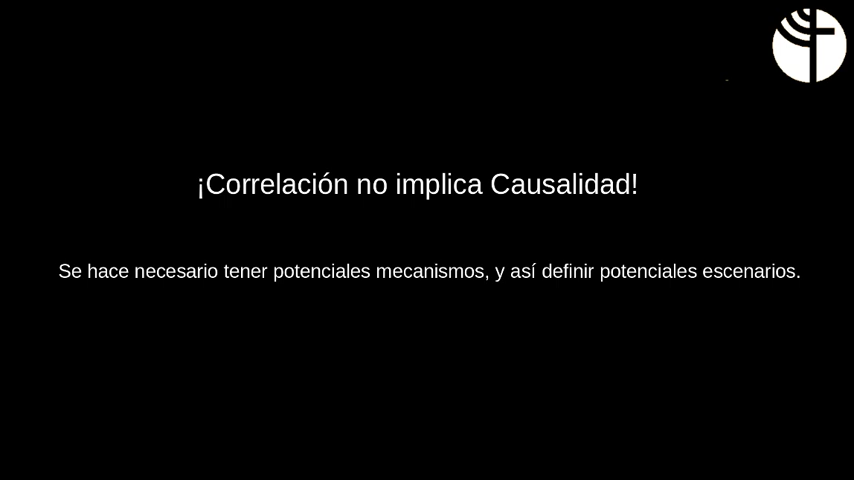 ¡Correlación no implica Causalidad!
Se hace necesario tener potenciales mecanismos, y así definir potenciales escenarios.